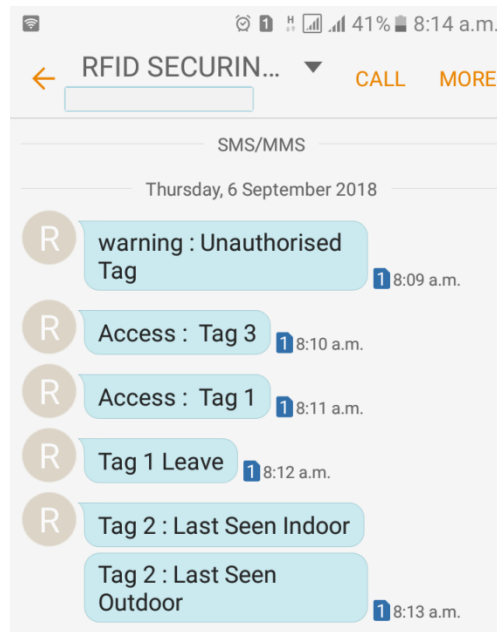 1 H 41% 8:14 a.m.
RFID SECURIN... CALL MORE
SMS/MMS
Thursday, 6 September 2018
R warning : Unauthorised
Tag
1 8:09 a.m.
R Access : Tag 3 1 8:10 a.m.
R Access : Tag 1 1 8:11 a.m.
R Tag 1 Leave 1 8:12 a.m.
R Tag 2 : Last Seen Indoor
Tag 2 : Last Seen
Outdoor 1 8:13 a.m.